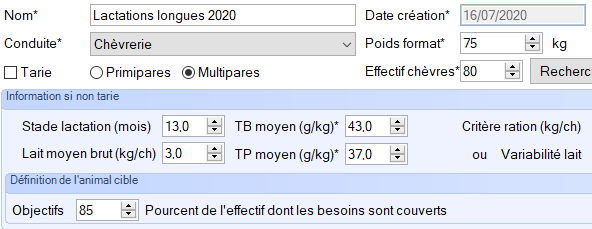 Nom* Lactations longues 2020 Date création* 16/07/2020
Conduite* Chèvrerie Poids format* 75 kg
Tarie Primipares Multipares Effectif chèvres* 80 Recherc
Information si non tarie
Stade lactation (mois) 13,0 TB moyen (g/kg)* 43,0 Critère ration (kg/ch)
Lait moyen brut (kg/ch) 3,0 TP moyen (g/kg)* 37,0 ou Variabilité lait
Définition de l'animal cible
Objectifs 85 Pourcent de l'effectif dont les besoins sont couverts